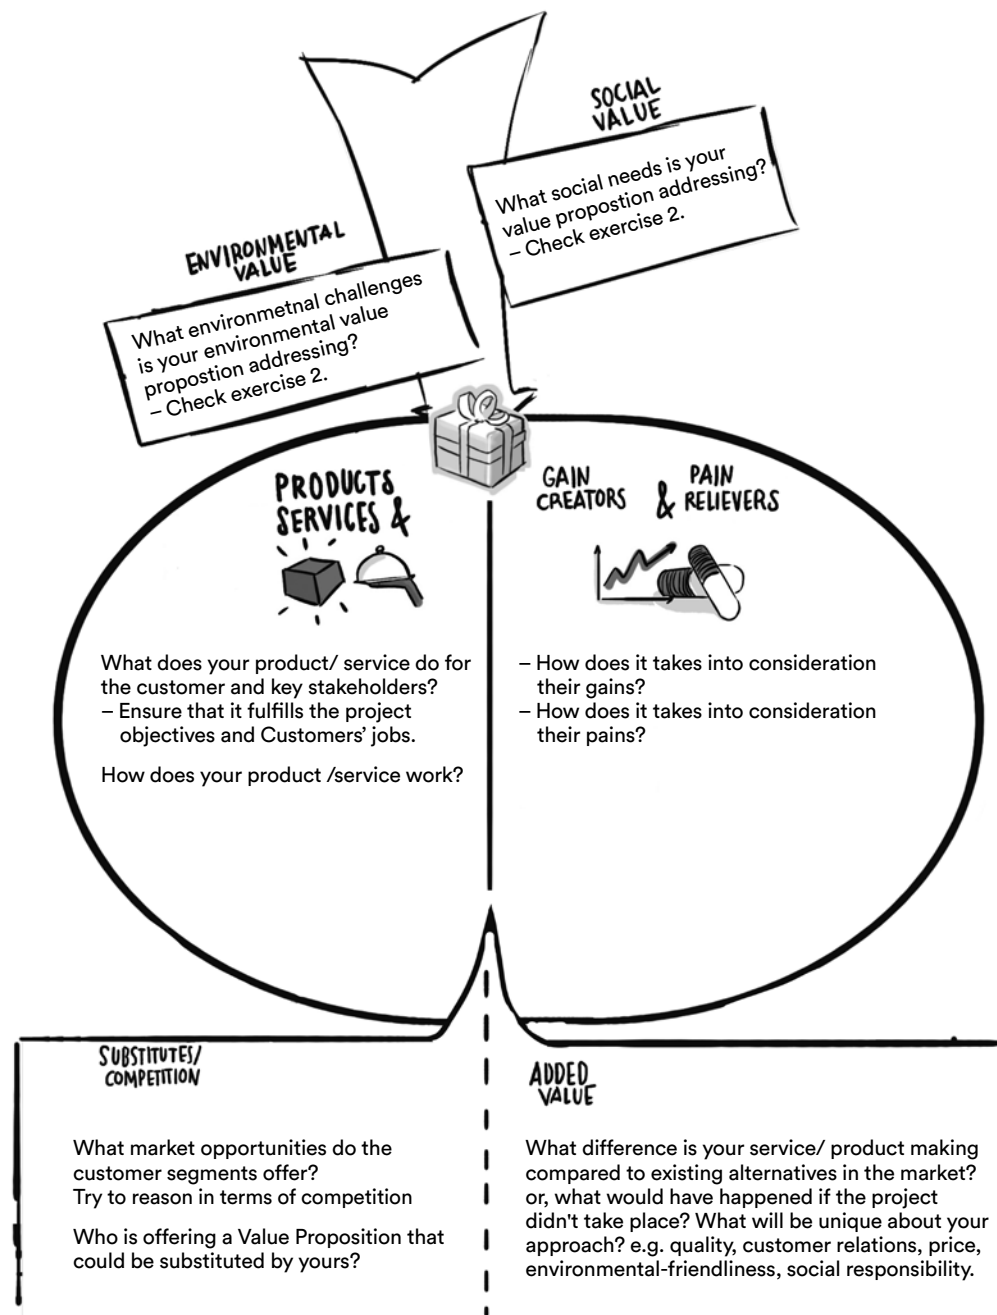 SOCIAL
VALUE
What social needs is your
value propostion addressing?
– Check exercise 2.
ENVIRONMENTAL
VALUE
What environmetnal challenges
is your environmental value
propostion addressing?
– Check exercise 2.
PRODUCTS
SERVICES &
GAIN
CREATORS
& PAIN
RELIEVERS
What does your product/ service do for
the customer and key stakeholders?
– Ensure that it fulfills the project
objectives and Customers’ jobs.
How does your product /service work?
– How does it takes into consideration
their gains?
– How does it takes into consideration
their pains?
SUBSTITUTES/
COMPETITION
What market opportunities do the
customer segments offer?
Try to reason in terms of competition
Who is offering a Value Proposition that
could be substituted by yours?
ADDED
VALUE
What difference is your service/ product making
compared to existing alternatives in the market?
or, what would have happened if the project
didn't take place? What will be unique about your
approach? e.g. quality, customer relations, price,
environmental-friendliness, social responsibility.